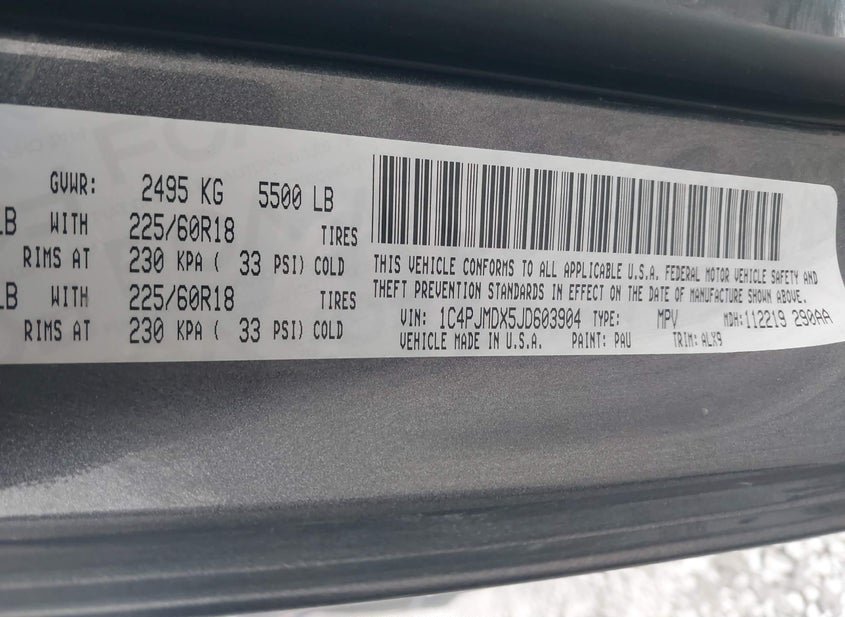 GVWR: 2495 KG 5500 LB
LB WITH 225/60R18 TIRES
RIMS AT 230 KPA ( 33 PSI) COLD
LB WITH 225/60R18 TIRES
RIMS AT 230 KPA ( 33 PSI) COLD
THIS VEHICLE CONFORMS TO ALL APPLICABLE U.S.A. FEDERAL MOTOR VEHICLE SAFETY AND
THEFT PREVENTION STANDARDS IN EFFECT ON THE DATE OF MANUFACTURE SHOWN ABOVE.
VIN: 1C4PJMDX5JD603904 TYPE: MPV MDH: 112219 290AA
VEHICLE MADE IN U.S.A. PAINT: PAU TRIM: ALX9